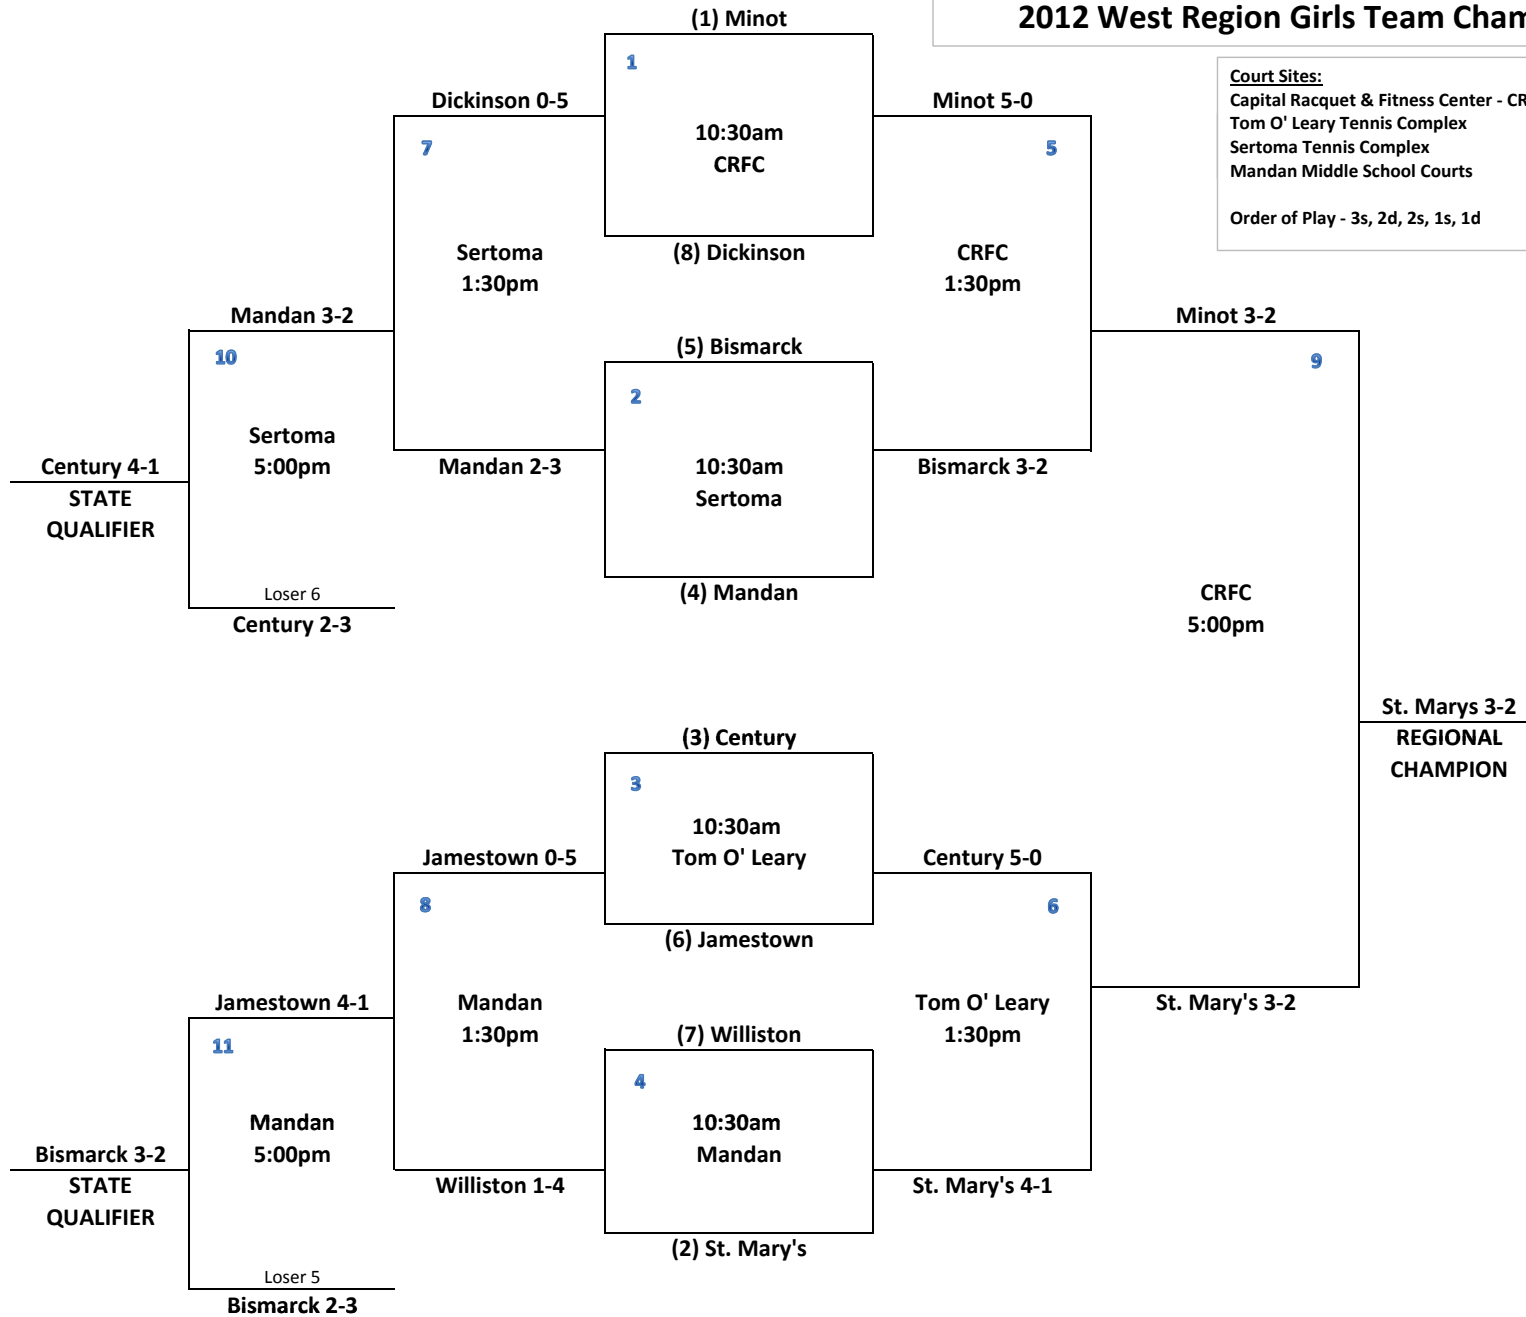 2012 West Region Girls Team Cham
Court Sites:
Capital Racquet & Fitness Center - CR
Tom O' Leary Tennis Complex
Sertoma Tennis Complex
Mandan Middle School Courts
Order of Play - 3s, 2d, 2s, 1s, 1d
(1) Minot
1
Dickinson 0-5
Minot 5-0
10:30am
CRFC
7
5
Sertoma
1:30pm
(8) Dickinson
CRFC
1:30pm
Mandan 3-2
Minot 3-2
(5) Bismarck
10
9
2
Sertoma
5:00pm
Century 4-1
STATE
QUALIFIER
Mandan 2-3
10:30am
Sertoma
Bismarck 3-2
Loser 6
Century 2-3
(4) Mandan
CRFC
5:00pm
St. Marys 3-2
REGIONAL
CHAMPION
(3) Century
3
10:30am
Tom O' Leary
Jamestown 0-5
Century 5-0
8
6
(6) Jamestown
Jamestown 4-1
Mandan
1:30pm
Tom O' Leary
1:30pm
St. Mary's 3-2
(7) Williston
11
4
Mandan
5:00pm
10:30am
Mandan
Bismarck 3-2
STATE
QUALIFIER
Williston 1-4
St. Mary's 4-1
(2) St. Mary's
Loser 5
Bismarck 2-3